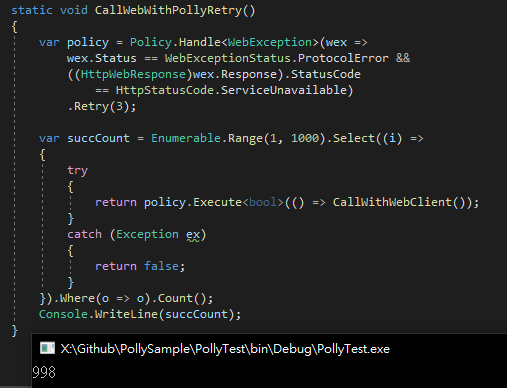 static void CallWebWithPollyRetry()
{
    var policy = Policy.Handle<WebException>(wex =>
        wex.Status == WebExceptionStatus.ProtocolError &&
        ((HttpWebResponse)wex.Response).StatusCode
            == HttpStatusCode.ServiceUnavailable)
        .Retry(3);

    var succCount = Enumerable.Range(1, 1000).Select((i) =>
    {
        try
        {
            return policy.Execute<bool>(() => CallWithWebClient());
        }
        catch (Exception ex)
        {
            return false;
        }
    }).Where(o => o).Count();
    Console.WriteLine(succCount);
}
X:\Github\PollySample\PollyTest\bin\Debug\PollyTest.exe
998